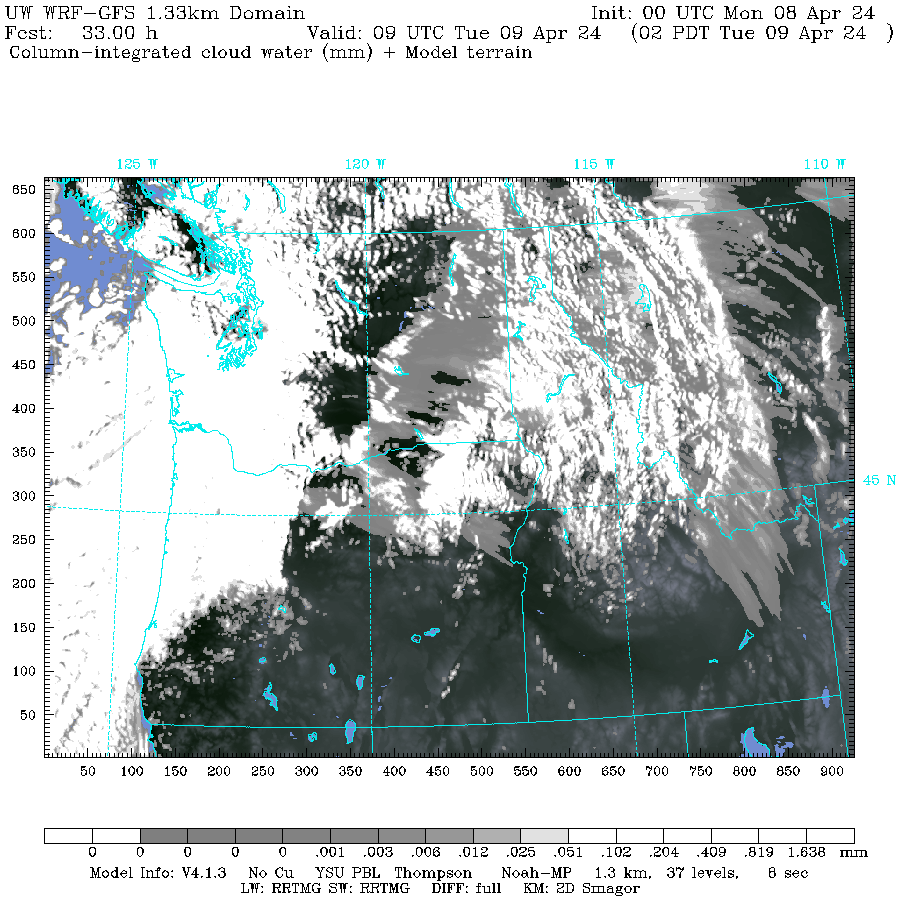 UW WRF-GFS 1.33km Domain Init: 00 UTC Mon 08 Apr 24
Fcst: 33.00 h Valid: 09 UTC Tue 09 Apr 24 (02 PDT Tue 09 Apr 24 )
Column-integrated cloud water (mm) + Model terrain
125 W 120 W 115 W 110 W
650
600
550
500
450
400
350
45 N
300
250
200
150
100
50
50 100 150 200 250 300 350 400 450 500 550 600 650 700 750 800 850 900
0 0 0 0 0 .001 .003 .006 .012 .025 .051 .102 .204 .409 .819 1.638 mm
Model Info: V4.1.3 No Cu YSU PBL Thompson Noah-MP 1.3 km, 37 levels, 8 sec
LW: RRTMG SW: RRTMG DIFF: full KM: 2D Smagor